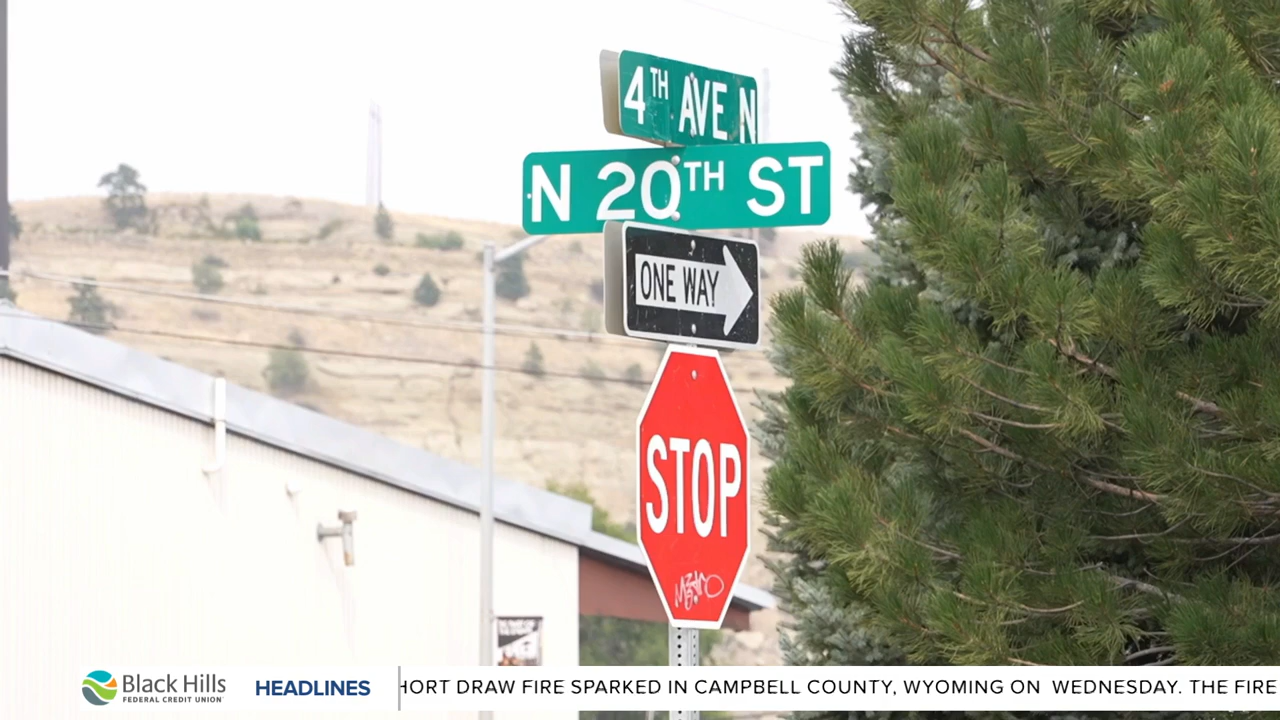 4TH AVE N
N 20TH ST
ONE WAY
STOP
Black Hills
FEDERAL CREDIT UNION
HEADLINES
HORT DRAW FIRE SPARKED IN CAMPBELL COUNTY, WYOMING ON WEDNESDAY. THE FIRE